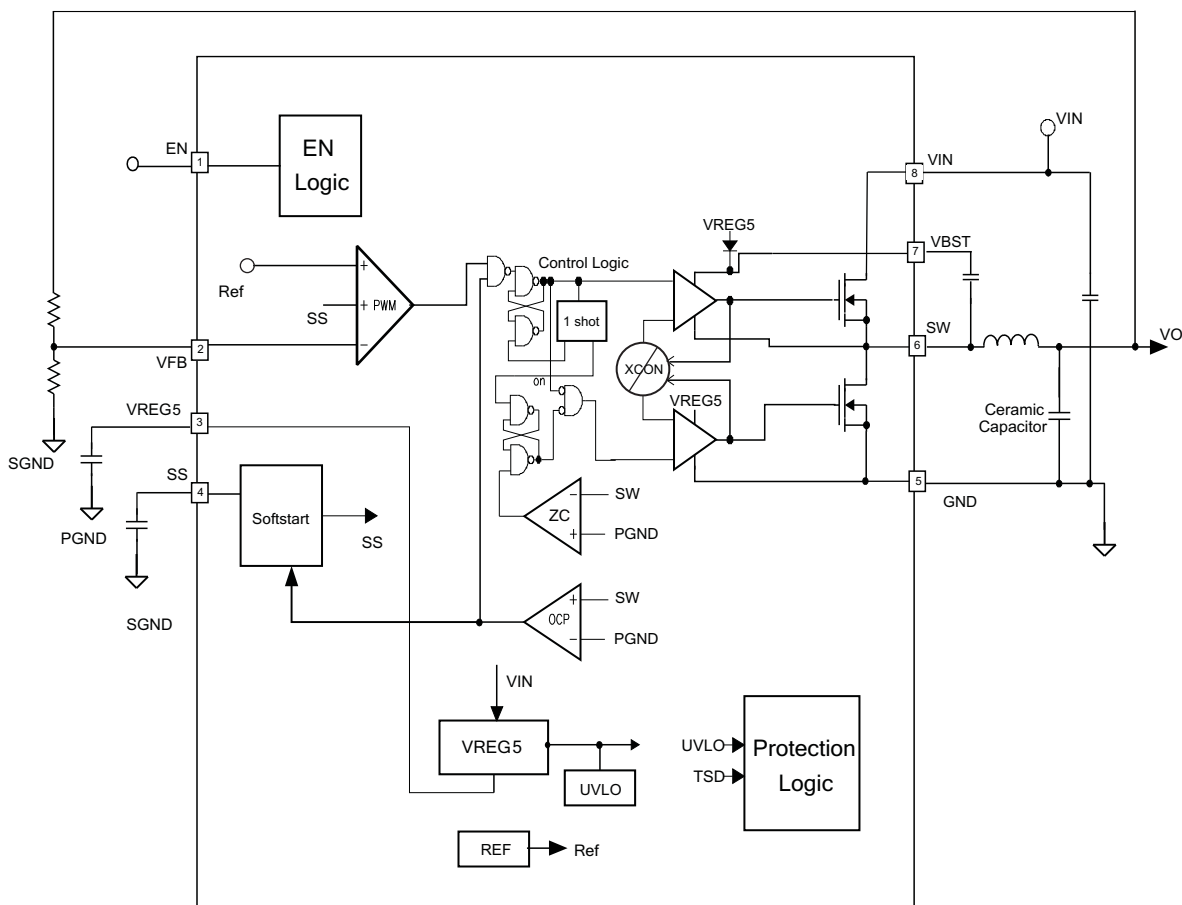 VIN
EN
1
EN
Logic
VIN
8
VREG5
VBST
7
Control Logic
Ref
+
SS
+
PWM
−
1 shot
SW
6
VO
VFB
2
XCON
on
VREG5
VREG5
3
Ceramic
Capacitor
SGND
SS
4
5
GND
Softstart
SS
PGND
− SW
ZC
+ PGND
SGND
+ SW
OCP
− PGND
VIN
VREG5
UVLO
UVLO
TSD
Protection
Logic
REF
Ref